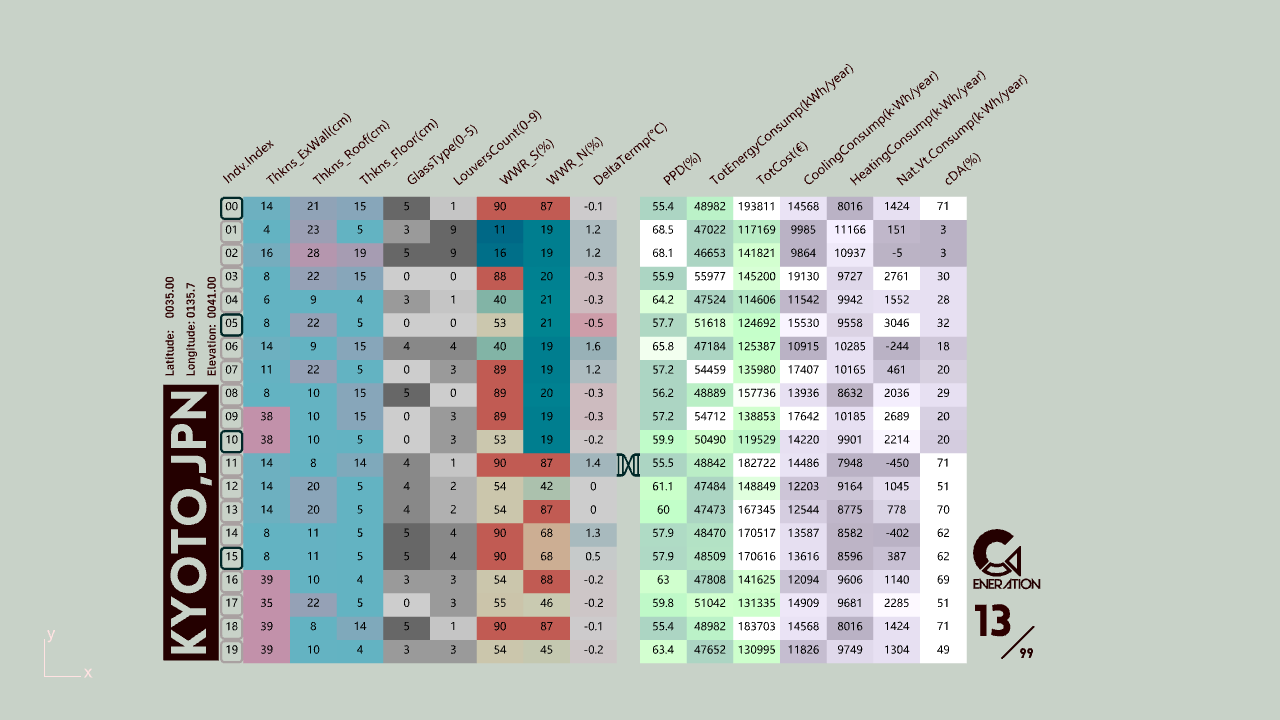 Indv.Index Thkns_ExWall(cm) Thkns_Roof(cm) Thkns_Floor(cm) GlassType(0-5) LouversCount(0-9) WWR_S(%) WWR_N(%) DeltaTermp(°C) PPD(%) TotEnergyConsump(kWh/year) TotCost(€) CoolingConsump(k·Wh/year) HeatingConsump(k·Wh/year) Nat.Vt.Consump(k·Wh/year) cDA(%)
00 14 21 15 5 1 90 87 -0.1 55.4 48982 193811 14568 8016 1424 71
01 4 23 5 3 9 11 19 1.2 68.5 47022 117169 9985 11166 151 3
02 16 28 19 5 9 16 19 1.2 68.1 46653 141821 9864 10937 -5 3
03 8 22 15 0 0 88 20 -0.3 55.9 55977 145200 19130 9727 2761 30
04 6 9 4 3 1 40 21 -0.3 64.2 47524 114606 11542 9942 1552 28
05 8 22 5 0 0 53 21 -0.5 57.7 51618 124692 15530 9558 3046 32
06 14 9 15 4 4 40 19 1.6 65.8 47184 125387 10915 10285 -244 18
07 11 22 5 0 3 89 19 1.2 57.2 54459 135980 17407 10165 461 20
08 8 10 15 5 0 89 20 -0.3 56.2 48889 157736 13936 8632 2036 29
09 38 10 15 0 3 89 19 -0.3 57.2 54712 138853 17642 10185 2689 20
10 38 10 5 0 3 53 19 -0.2 59.9 50490 119529 14220 9901 2214 20
11 14 8 14 4 1 90 87 1.4 55.5 48842 182722 14486 7948 -450 71
12 14 20 5 4 2 54 42 0 61.1 47484 148849 12203 9164 1045 51
13 14 20 5 4 2 54 87 0 60 47473 167345 12544 8775 778 70
14 8 11 5 5 4 90 68 1.3 57.9 48470 170517 13587 8582 -402 62
15 8 11 5 5 4 90 68 0.5 57.9 48509 170616 13616 8596 387 62
16 39 10 4 3 3 54 88 -0.2 63 47808 141625 12094 9606 1140 69
17 35 22 5 0 3 55 46 -0.2 59.8 51042 131335 14909 9681 2285 51
18 39 8 14 5 1 90 87 -0.1 55.4 48982 183703 14568 8016 1424 71
19 39 10 4 3 3 54 45 -0.2 63.4 47652 130995 11826 9749 1304 49
Latitude: 0035.00
Longitude: 0135.7
Elevation: 0041.00
KYOTO,JPN
GENERATION
13/99
y
x